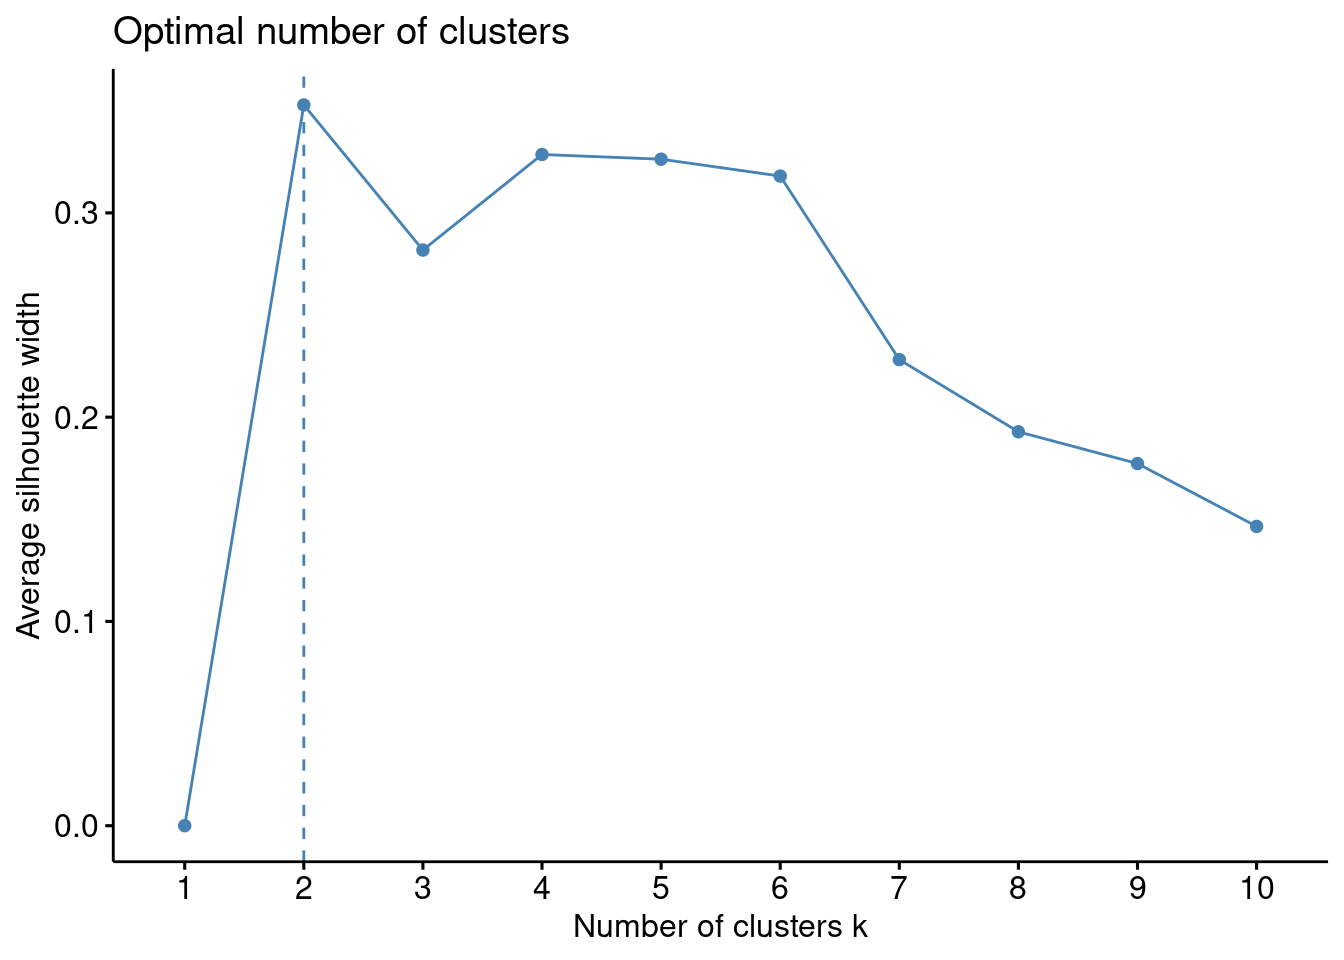 Optimal number of clusters
Average silhouette width
0.3
0.2
0.1
0.0
1 2 3 4 5 6 7 8 9 10
Number of clusters k